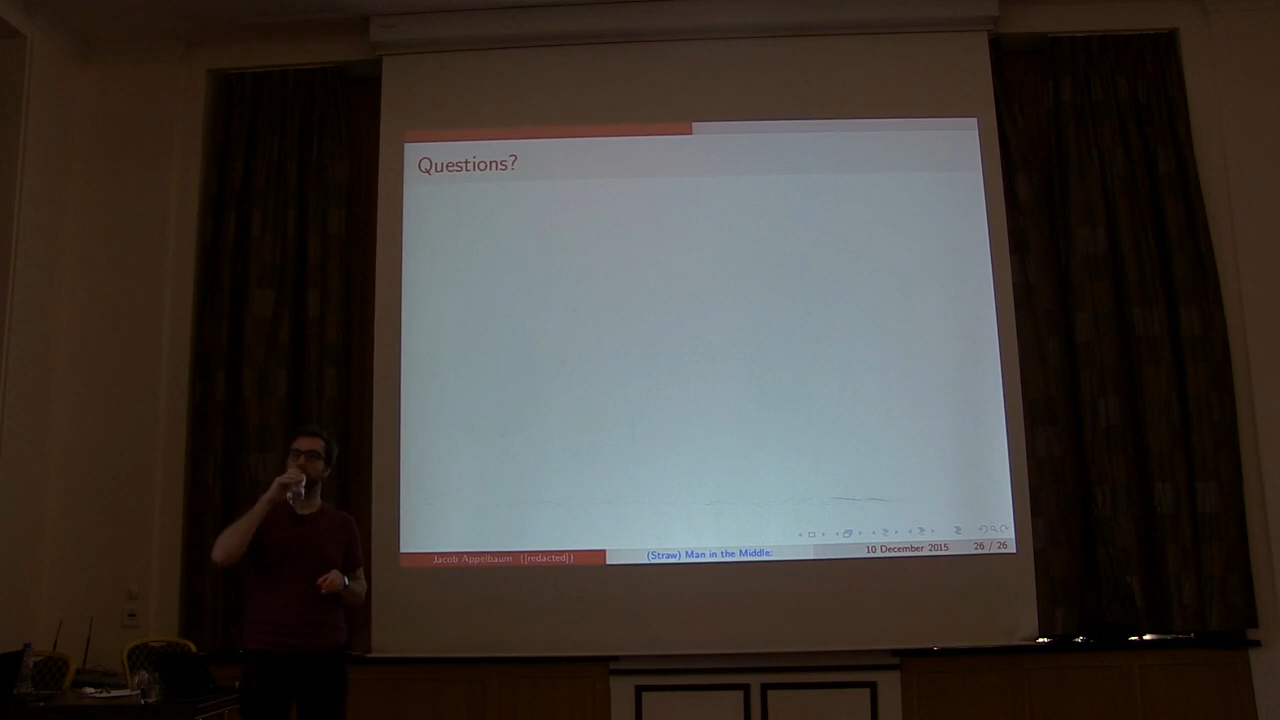 Questions?
Jacob Appelbaum ([redacted])
(Straw) Man in the Middle:
10 December 2015
26 / 26